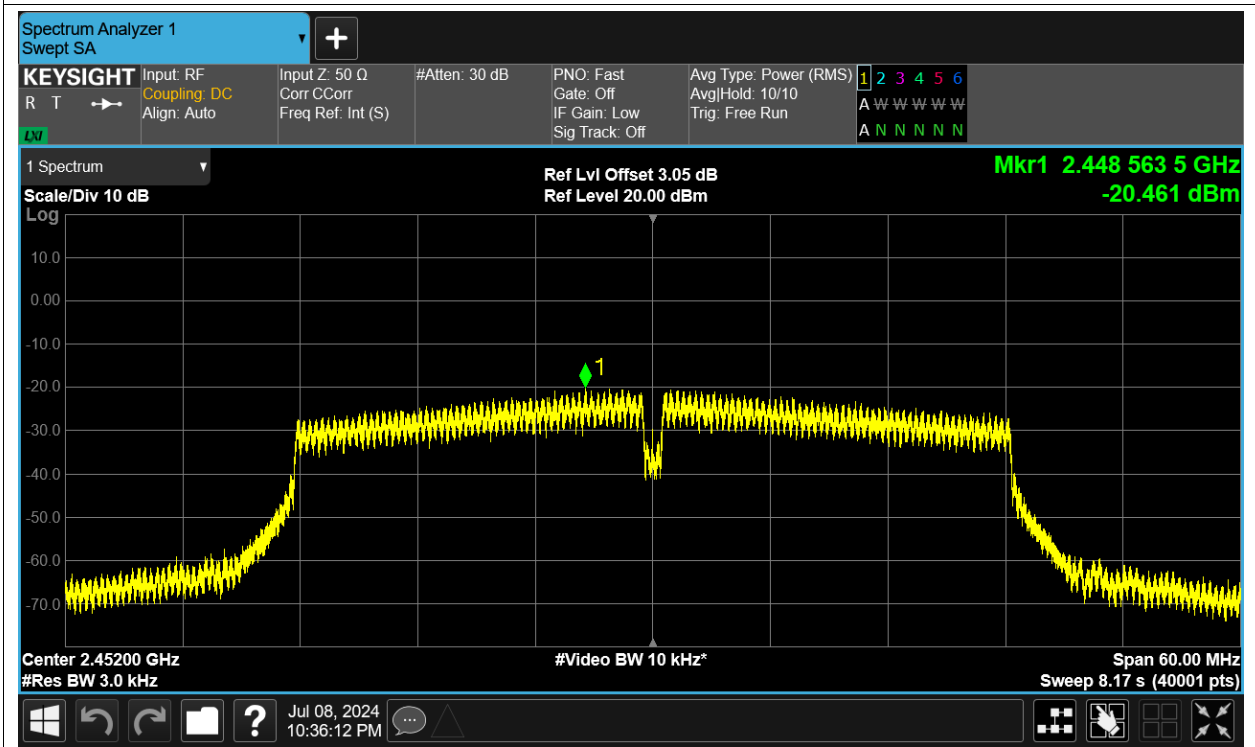 Spectrum Analyzer 1
Swept SA
KEYSIGHT
R T
LXI
Input: RF
Coupling: DC
Align: Auto
Input Z: 50 Ω
Corr CCorr
Freq Ref: Int (S)
#Atten: 30 dB
PNO: Fast
Gate: Off
IF Gain: Low
Sig Track: Off
Avg Type: Power (RMS)
Avg|Hold: 10/10
Trig: Free Run
1 2 3 4 5 6
A W W W W W
A N N N N N
1 Spectrum
Scale/Div 10 dB
Log
Ref Lvl Offset 3.05 dB
Ref Level 20.00 dBm
Mkr1 2.448 563 5 GHz
-20.461 dBm
10.0
0.00
-10.0
-20.0
-30.0
-40.0
-50.0
-60.0
-70.0
1
Center 2.45200 GHz
#Res BW 3.0 kHz
#Video BW 10 kHz*
Span 60.00 MHz
Sweep 8.17 s (40001 pts)
?
Jul 08, 2024
10:36:12 PM